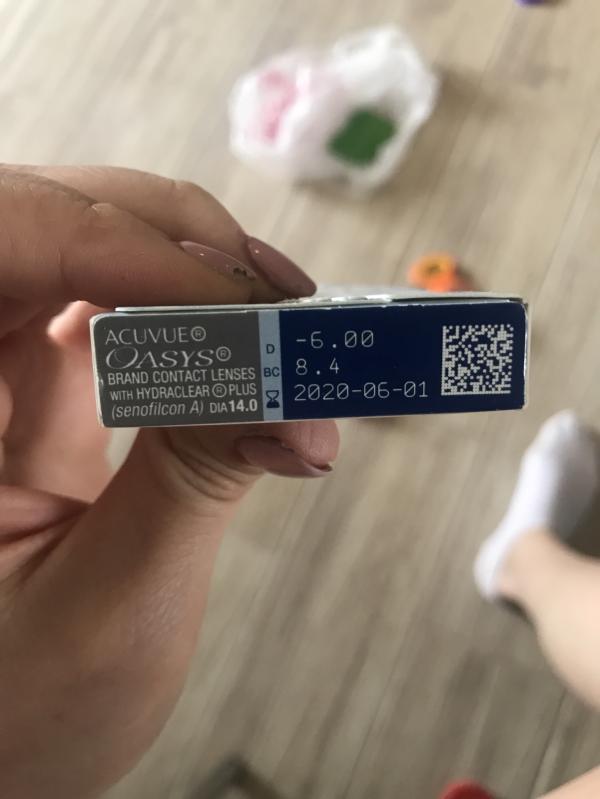 ACUVUE®
OASYS®
BRAND CONTACT LENSES
WITH HYDRACLEAR® PLUS
(senofilcon A) DIA14.0
D -6.00
BC 8.4
2020-06-01